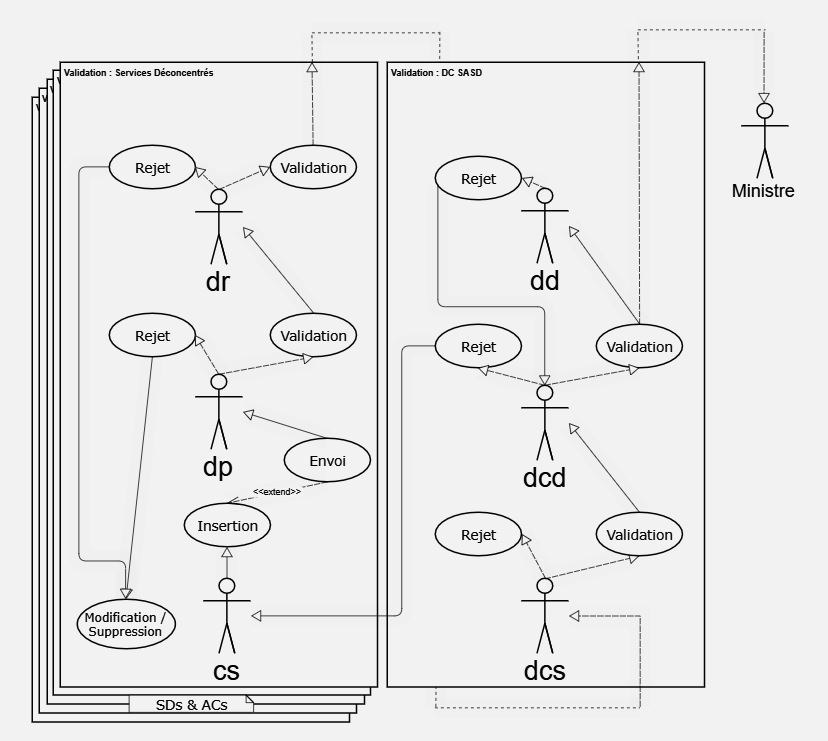 Validation : Services Déconcentrés
Rejet
Validation
dr
Rejet
Validation
dp
Envoi
<<extend>>
Insertion
Modification /
Suppression
cs
SDs & ACs
Validation : DC SASD
Rejet
dd
Rejet
Validation
dcd
Rejet
Validation
dcs
Ministre